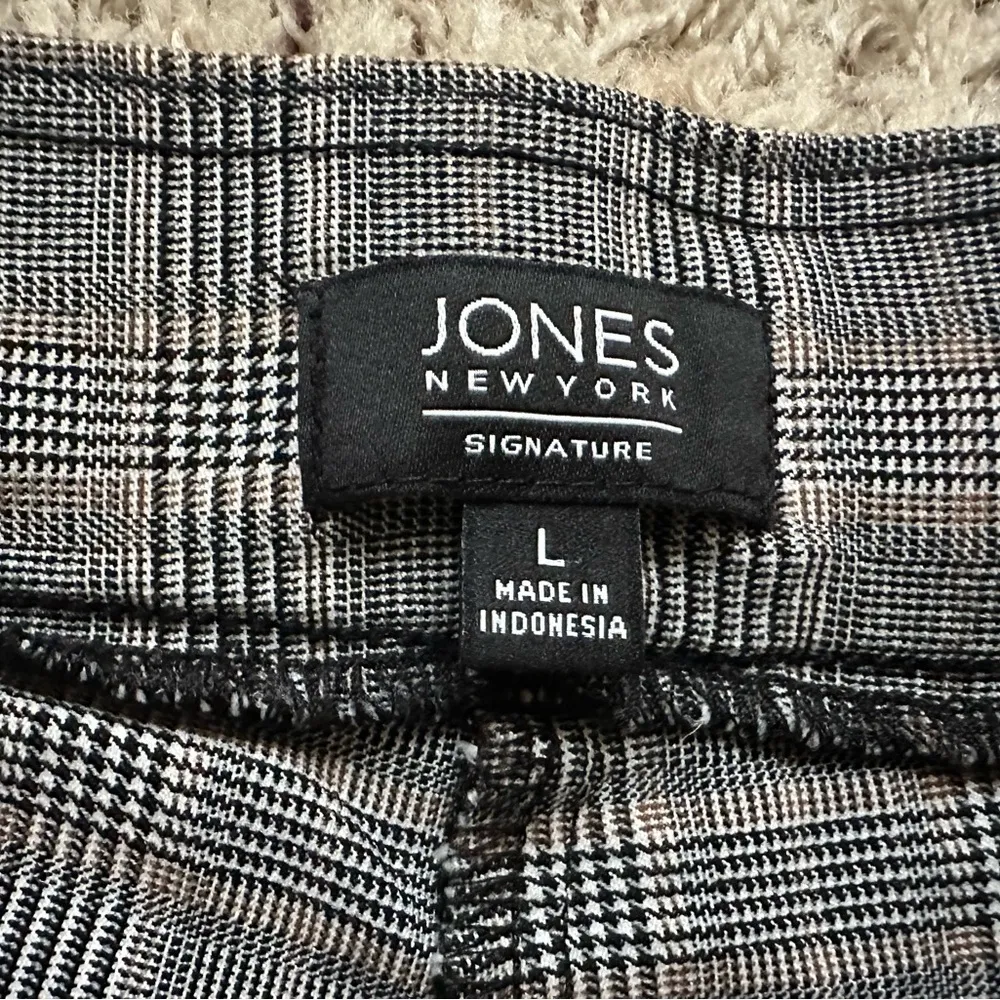 JONES
NEW YORK
SIGNATURE
L
MADE IN
INDONESIA